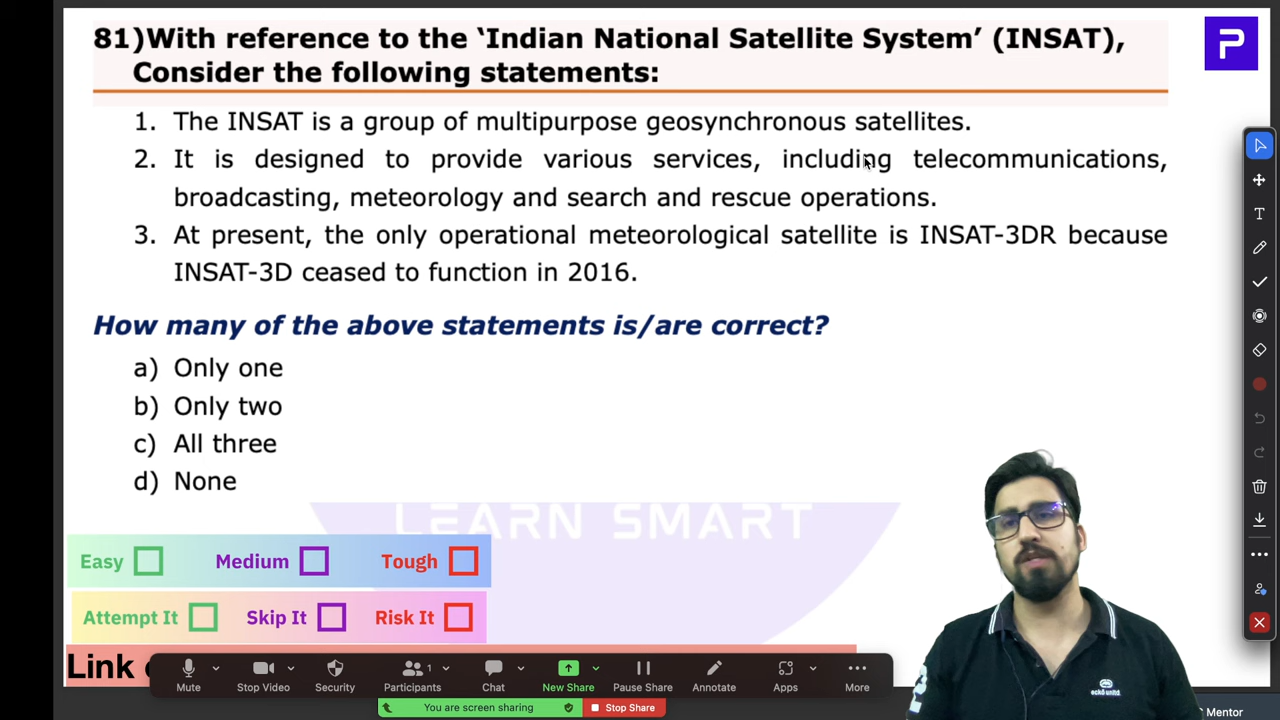 81)With reference to the ‘Indian National Satellite System’ (INSAT),
Consider the following statements:
1. The INSAT is a group of multipurpose geosynchronous satellites.
2. It is designed to provide various services, including telecommunications,
broadcasting, meteorology and search and rescue operations.
3. At present, the only operational meteorological satellite is INSAT-3DR because
INSAT-3D ceased to function in 2016.
How many of the above statements is/are correct?
a) Only one
b) Only two
c) All three
d) None
LEARN SMART
Easy Medium Tough
Attempt It Skip It Risk It
Link
Mute Stop Video Security Participants 1 Chat New Share Pause Share Annotate Apps More
You are screen sharing Stop Share
Mentor
P
T
2
ecko unltd